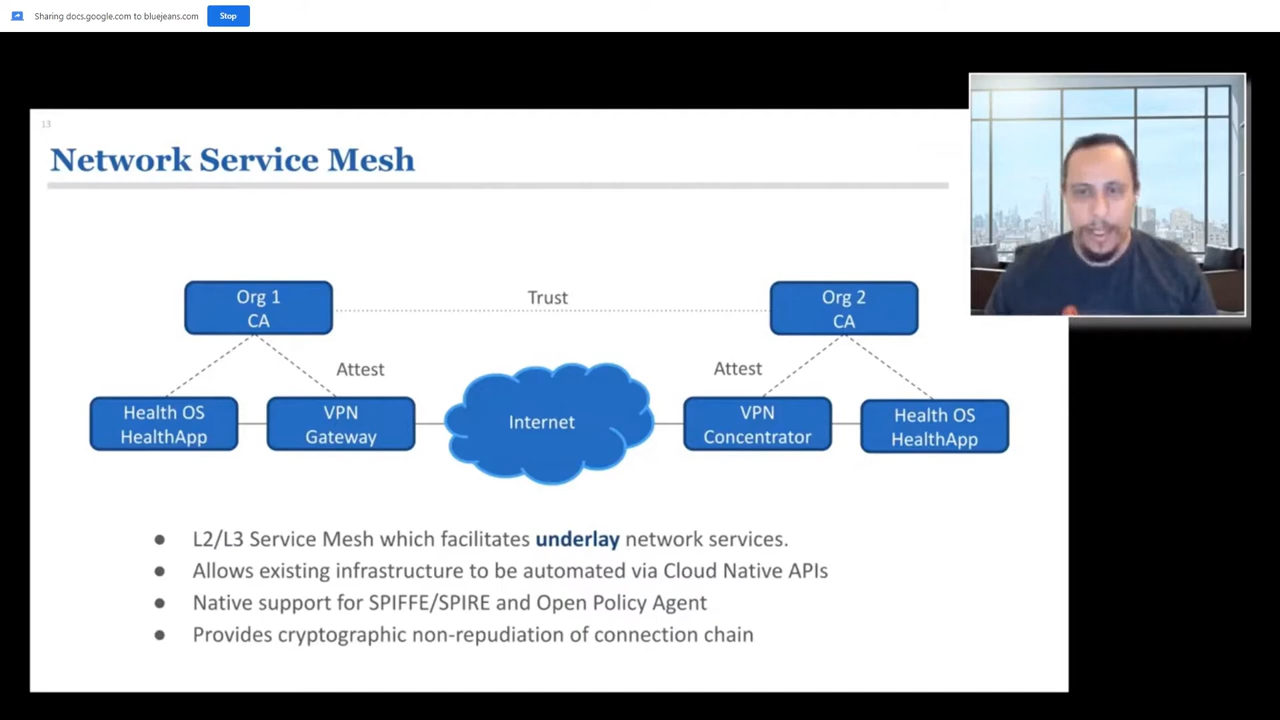 Sharing docs.google.com to bluejeans.com
Stop
13
Network Service Mesh
Org 1
CA
Trust
Org 2
CA
Attest
Attest
Health OS
HealthApp
VPN
Gateway
Internet
VPN
Concentrator
Health OS
HealthApp
● L2/L3 Service Mesh which facilitates underlay network services.
● Allows existing infrastructure to be automated via Cloud Native APIs
● Native support for SPIFFE/SPIRE and Open Policy Agent
● Provides cryptographic non-repudiation of connection chain